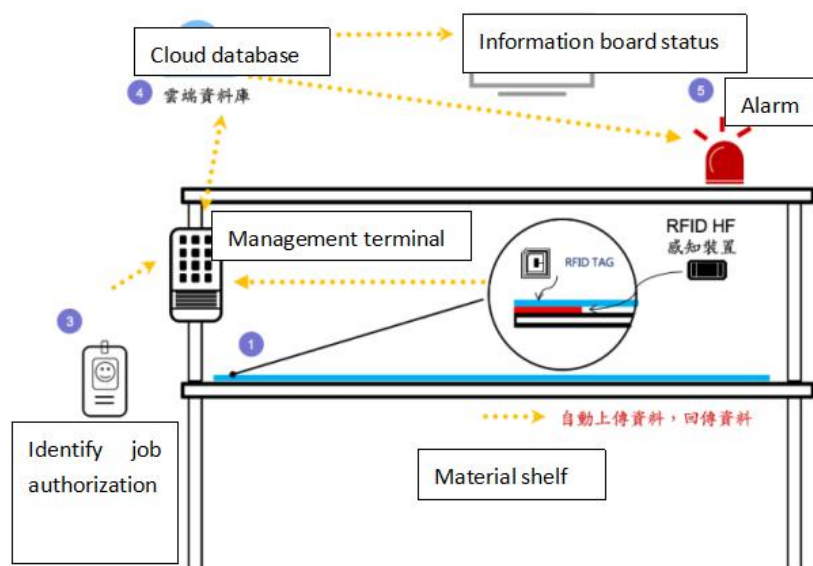 Cloud database
Information board status
4
雲端資料庫
5
Alarm
Management terminal
RFID HF
感知裝置
RFID TAG
3
1
Identify job
authorization
自動上傳資料，回傳資料
Material shelf